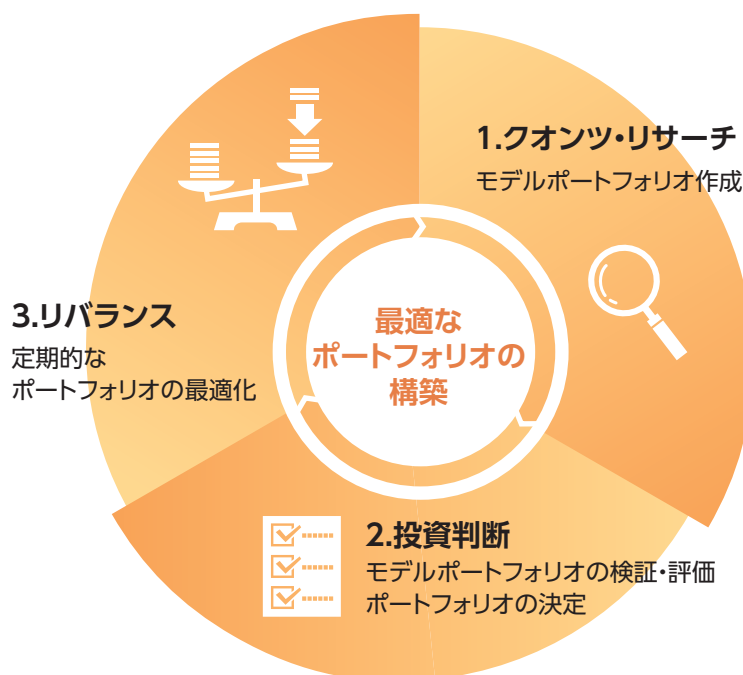 1.クオンツ・リサーチ
モデルポートフォリオ作成
最適な
ポートフォリオの
構築
3.リバランス
定期的な
ポートフォリオの最適化
2.投資判断
モデルポートフォリオの検証・評価
ポートフォリオの決定